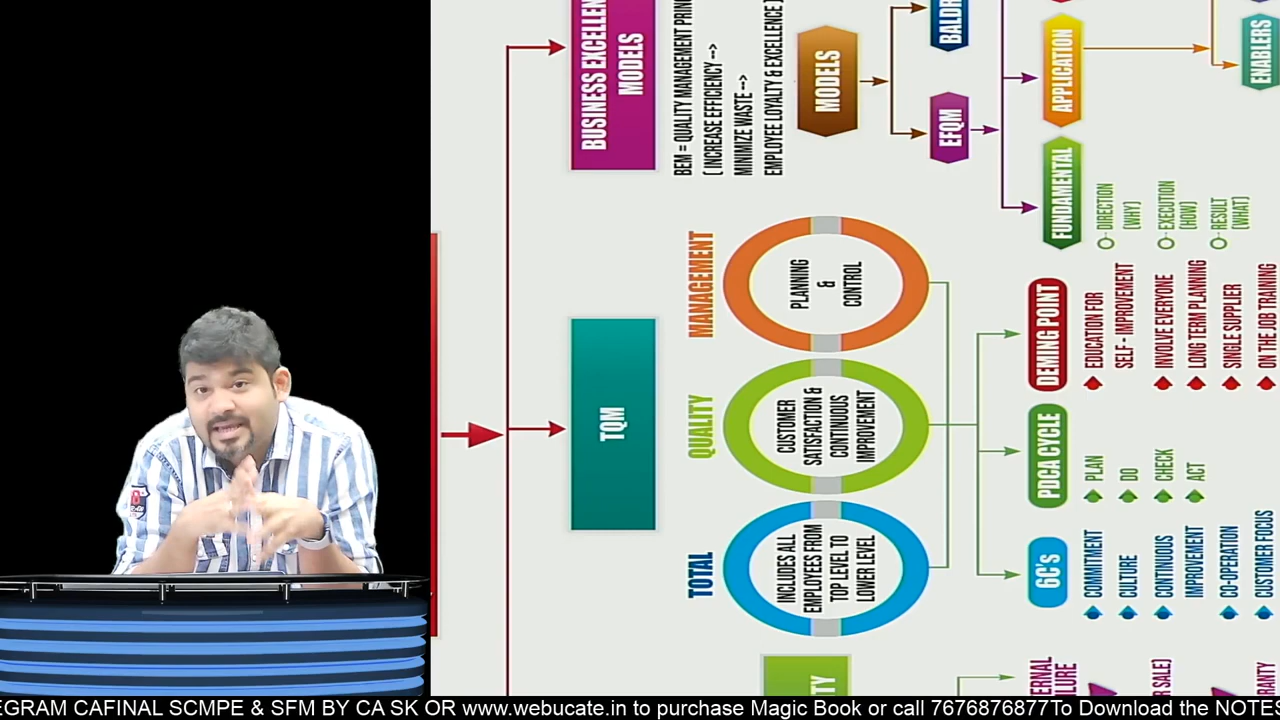 TQM
TOTAL
INCLUDES ALL
EMPLOYEES FROM
TOP LEVEL TO
LOWER LEVEL
QUALITY
CUSTOMER
SATISFACTION &
CONTINUOUS
IMPROVEMENT
MANAGEMENT
PLANNING
&
CONTROL
6C'S
COMMITMENT
CULTURE
CONTINUOUS
IMPROVEMENT
CO-OPERATION
CUSTOMER FOCUS
PDCA CYCLE
PLAN
DO
CHECK
ACT
DEMING POINT
EDUCATION FOR
SELF - IMPROVEMENT
INVOLVE EVERYONE
LONG TERM PLANNING
SINGLE SUPPLIER
ON THE JOB TRAINING
BUSINESS EXCELLEN
MODELS
BEM = QUALITY MANAGEMENT PRIN
( INCREASE EFFICIENCY -->
MINIMIZE WASTE -->
EMPLOYEE LOYALTY & EXCELLENCE )
MODELS
EFQM
BALDR
FUNDAMENTAL
DIRECTION
(WHY)
EXECUTION
(HOW)
RESULT
(WHAT)
APPLICATION
ENABLERS
TY
ERNAL
LURE
R SALE)
RANTY
EGRAM CAFINAL SCMPE & SFM BY CA SK OR www.webucate.in to purchase Magic Book or call 7676876877To Download the NOTES